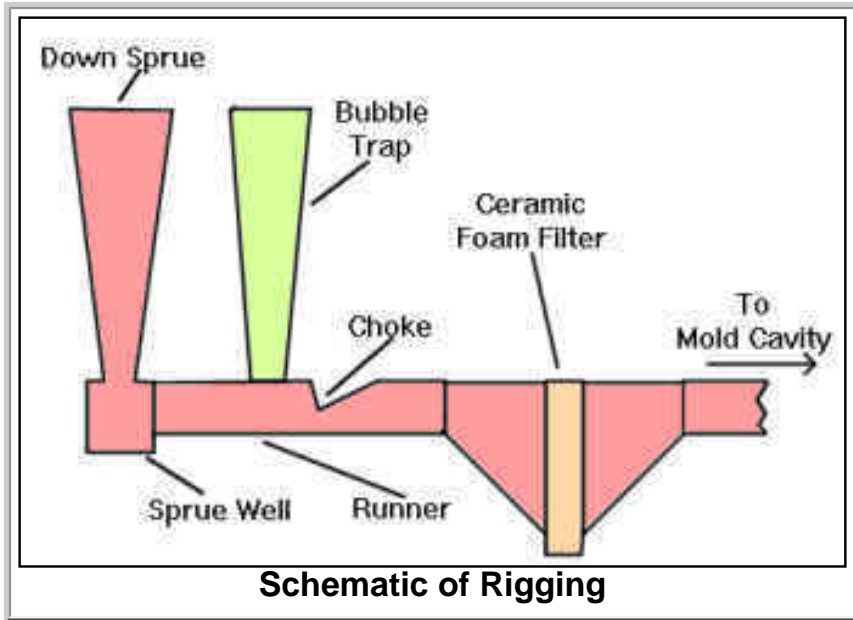 Down Sprue
Bubble
Trap
Ceramic
Foam Filter
To
Mold Cavity
Choke
Sprue Well
Runner
Schematic of Rigging